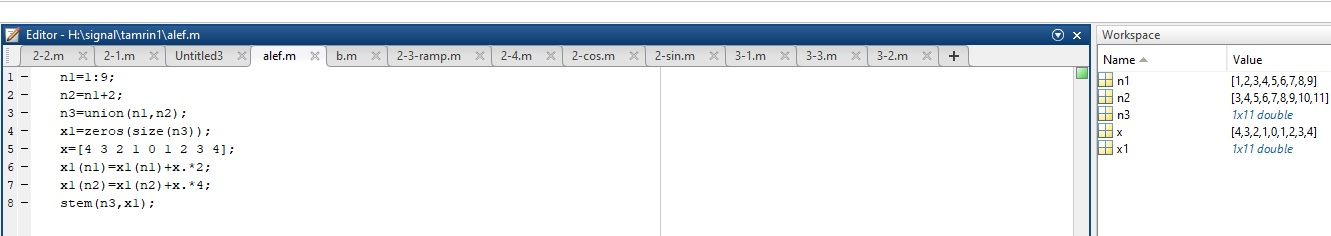 Editor - H:\signal\tamrin1\alef.m
2-2.m 2-1.m Untitled3 alef.m b.m 2-3-ramp.m 2-4.m 2-cos.m 2-sin.m 3-1.m 3-3.m 3-2.m
1 - n1=1:9;
2 - n2=n1+2;
3 - n3=union(n1,n2);
4 - x1=zeros(size(n3));
5 - x=[4 3 2 1 0 1 2 3 4];
6 - x1(n1)=x1(n1)+x.*2;
7 - x1(n2)=x1(n2)+x.*4;
8 - stem(n3,x1);
Workspace
Name Value
n1 [1,2,3,4,5,6,7,8,9]
n2 [3,4,5,6,7,8,9,10,11]
n3 1x11 double
x [4,3,2,1,0,1,2,3,4]
x1 1x11 double